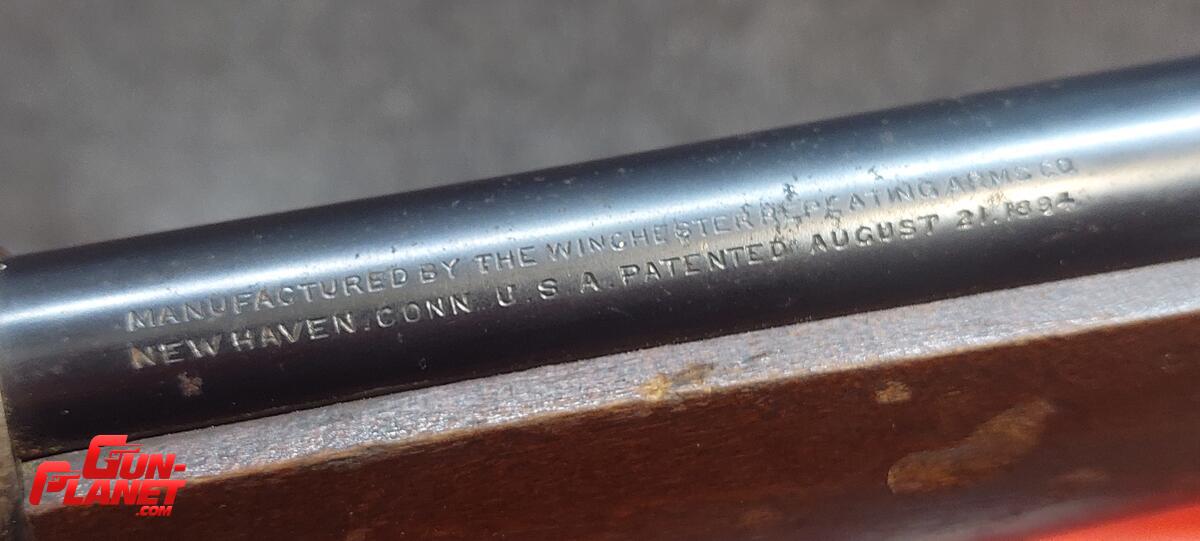 MANUFACTURED BY THE WINCHESTER REPEATING ARMS CO.
NEW HAVEN. CONN. U.S.A. PATENTED AUGUST 21. 1894
GUN-
PLANET
.COM